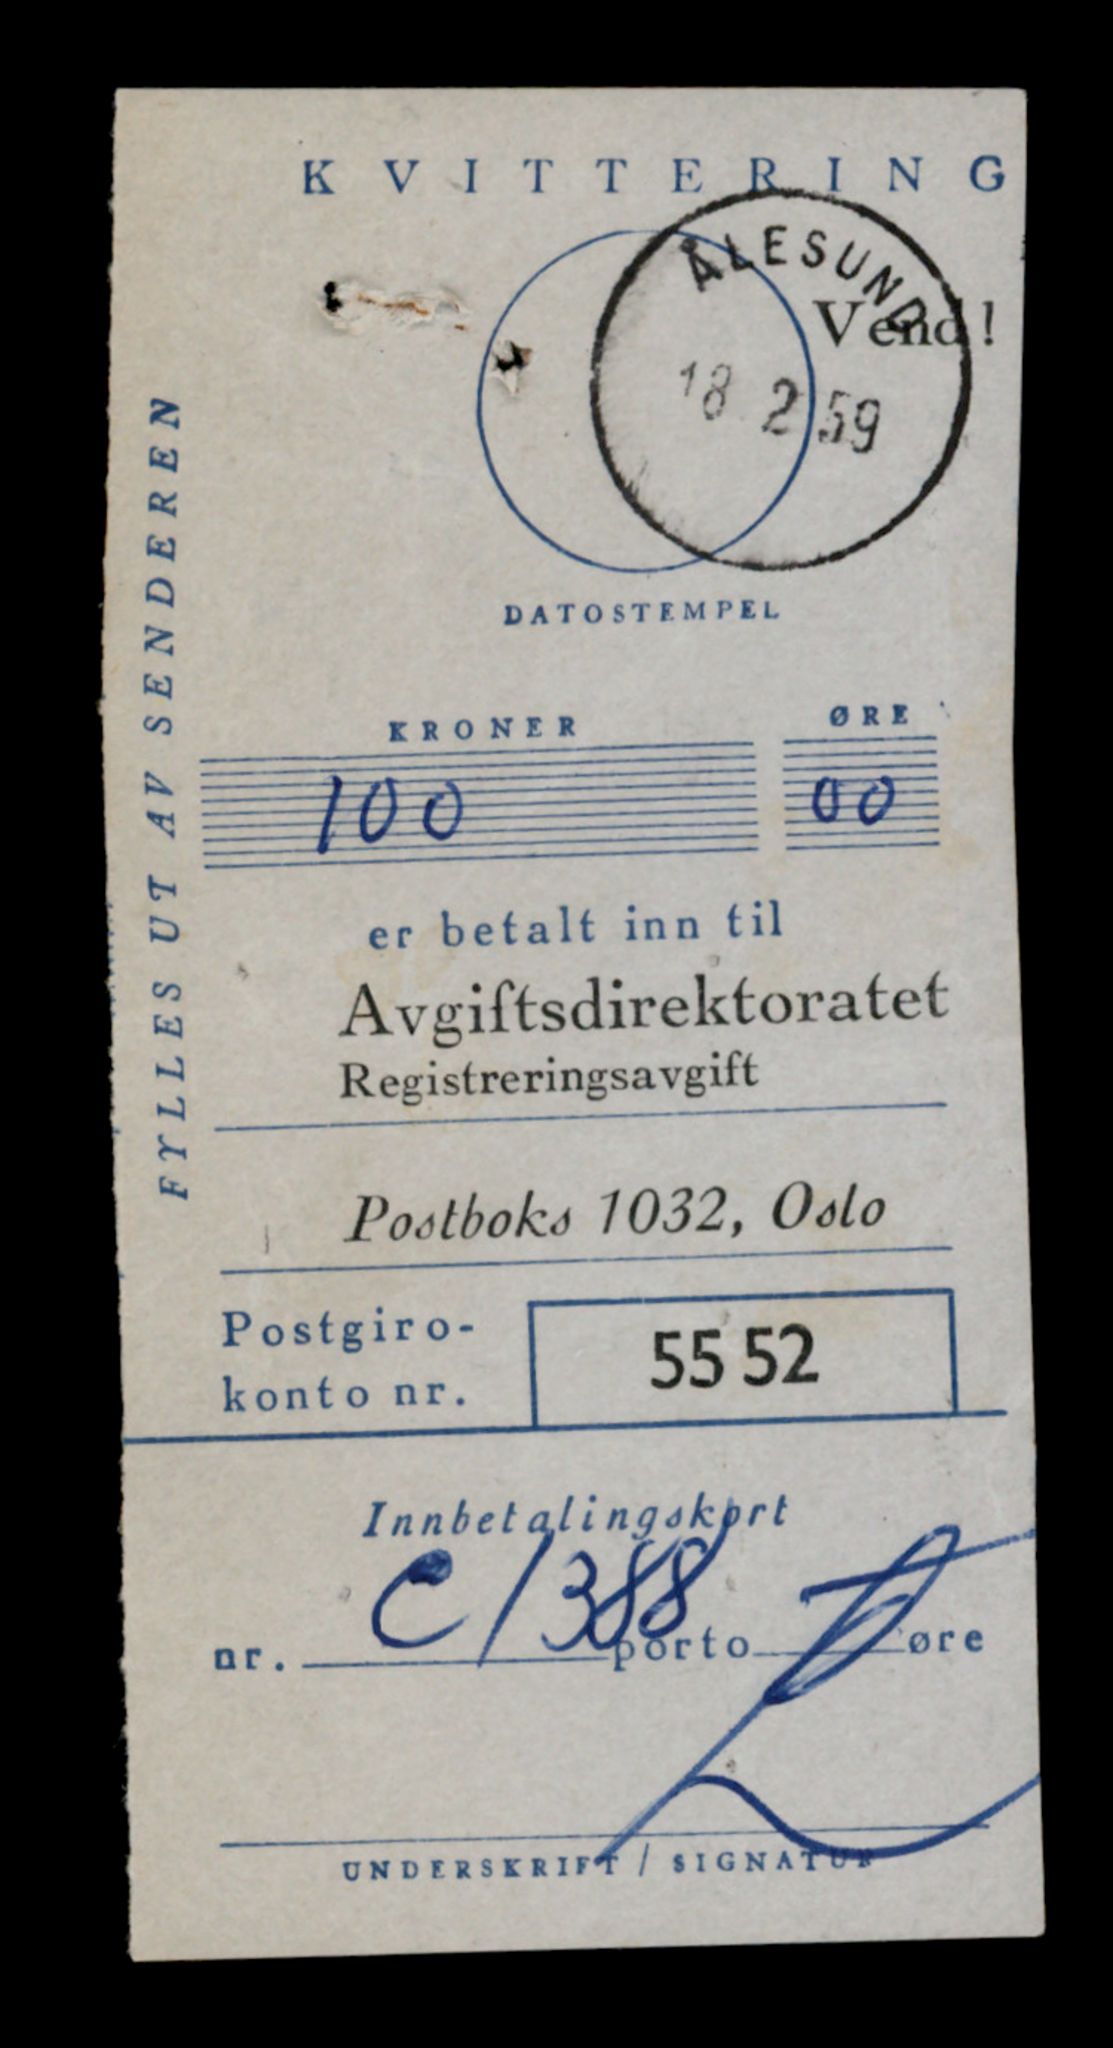 KVITTERING
ÅLESUND
Vend!
18 2 59
DATOSTEMPEL
FYLLES UT AV SENDEREN
KRONER ØRE
100 00
er betalt inn til
Avgiftsdirektoratet
Registreringsavgift
Postboks 1032, Oslo
Postgiro-
konto nr.
55 52
Innbetalingskort
nr. C/388 porto øre
UNDERSKRIFT / SIGNATUR